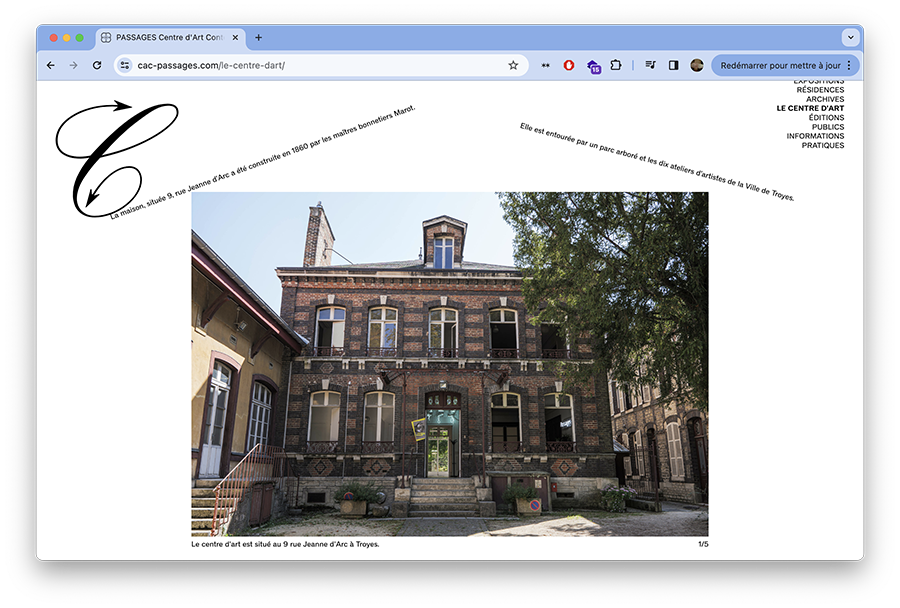 PASSAGES Centre d'Art Cont
cac-passages.com/le-centre-dart/
15
Redémarrer pour mettre à jour
EXPOSITIONS
RÉSIDENCES
ARCHIVES
LE CENTRE D'ART
ÉDITIONS
PUBLICS
INFORMATIONS
PRATIQUES
C
La maison, située 9, rue Jeanne d'Arc a été construite en 1860 par les maîtres bonnetiers Marot.
Elle est entourée par un parc arboré et les dix ateliers d'artistes de la Ville de Troyes.
Le centre d'art est situé au 9 rue Jeanne d'Arc à Troyes.
1/5